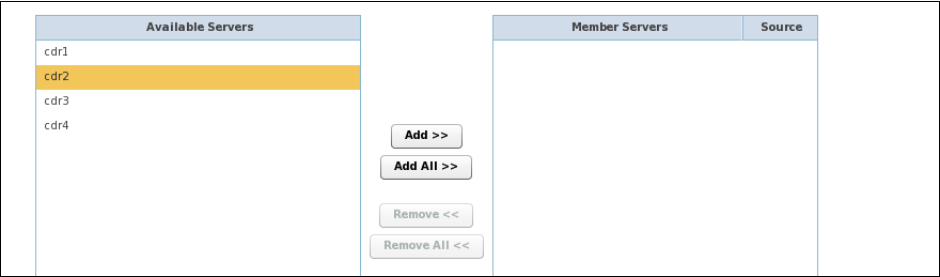 Available Servers
cdr1
cdr2
cdr3
cdr4
Add >>
Add All >>
Remove <<
Remove All <<
Member Servers Source